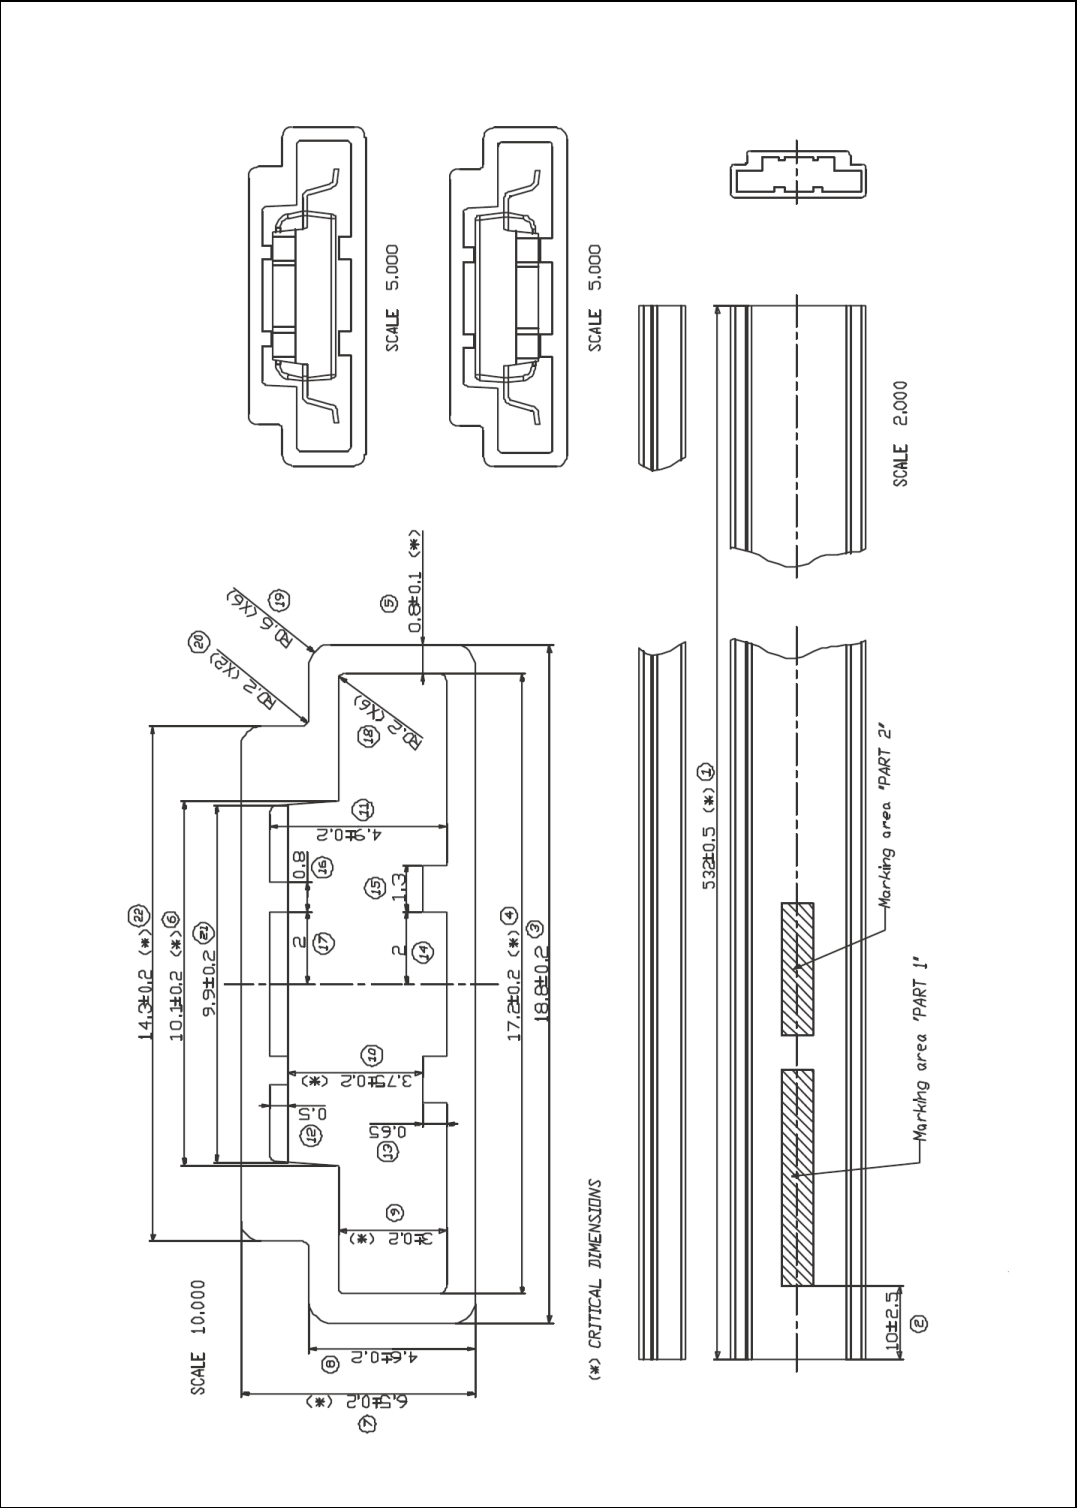 SCALE 5,000
SCALE 5,000
SCALE 2,000
SCALE 10,000
14.3±0.2 (*) 22
10.1±0.2 (*) 6
9.9±0.2 21
R0.2 (X2) 20
R0.6 (X6) 19
R0.2 (X6) 18
0.8±0.1 (*) 5
4.9±0.2 11
0.8 16
1.3 15
2 17
2 14
3.75±0.2 (*) 10
0.5 12
0.65 13
3±0.2 (*) 9
17.2±0.2 (*) 4
18.8±0.2 3
4.6±0.2 8
6.5±0.2 (*) 7
(*) CRITICAL DIMENSIONS
532±0.5 (*) 1
Marking area "PART 2"
Marking area "PART 1"
10±2.5
2